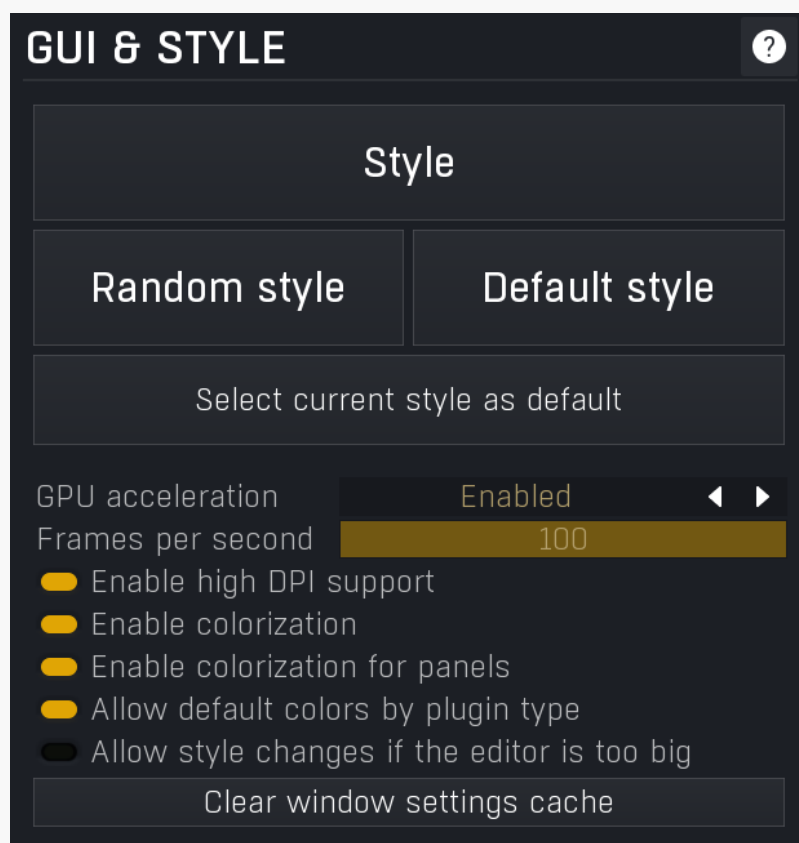 GUI & STYLE ?
Style
Random style Default style
Select current style as default
GPU acceleration Enabled
Frames per second 100
Enable high DPI support
Enable colorization
Enable colorization for panels
Allow default colors by plugin type
Allow style changes if the editor is too big
Clear window settings cache